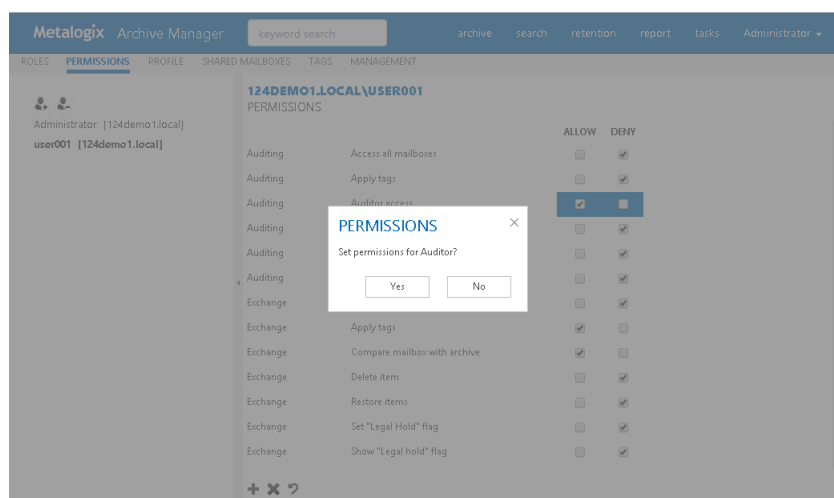 Metalogix Archive Manager keyword search archive search retention report tasks Administrator
ROLES PERMISSIONS PROFILE SHARED MAILBOXES TAGS MANAGEMENT
124DEMO1.LOCAL\USER001
PERMISSIONS
Administrator [124demo1.local]
user001 [124demo1.local]
ALLOW DENY
Auditing Access all mailboxes
Auditing Apply tags
Auditing Auditor access
Auditing
Auditing
Auditing
Exchange
Exchange Apply tags
Exchange Compare mailbox with archive
Exchange Delete item
Exchange Restore items
Exchange Set "Legal Hold" flag
Exchange Show "Legal hold" flag
PERMISSIONS
Set permissions for Auditor?
Yes No